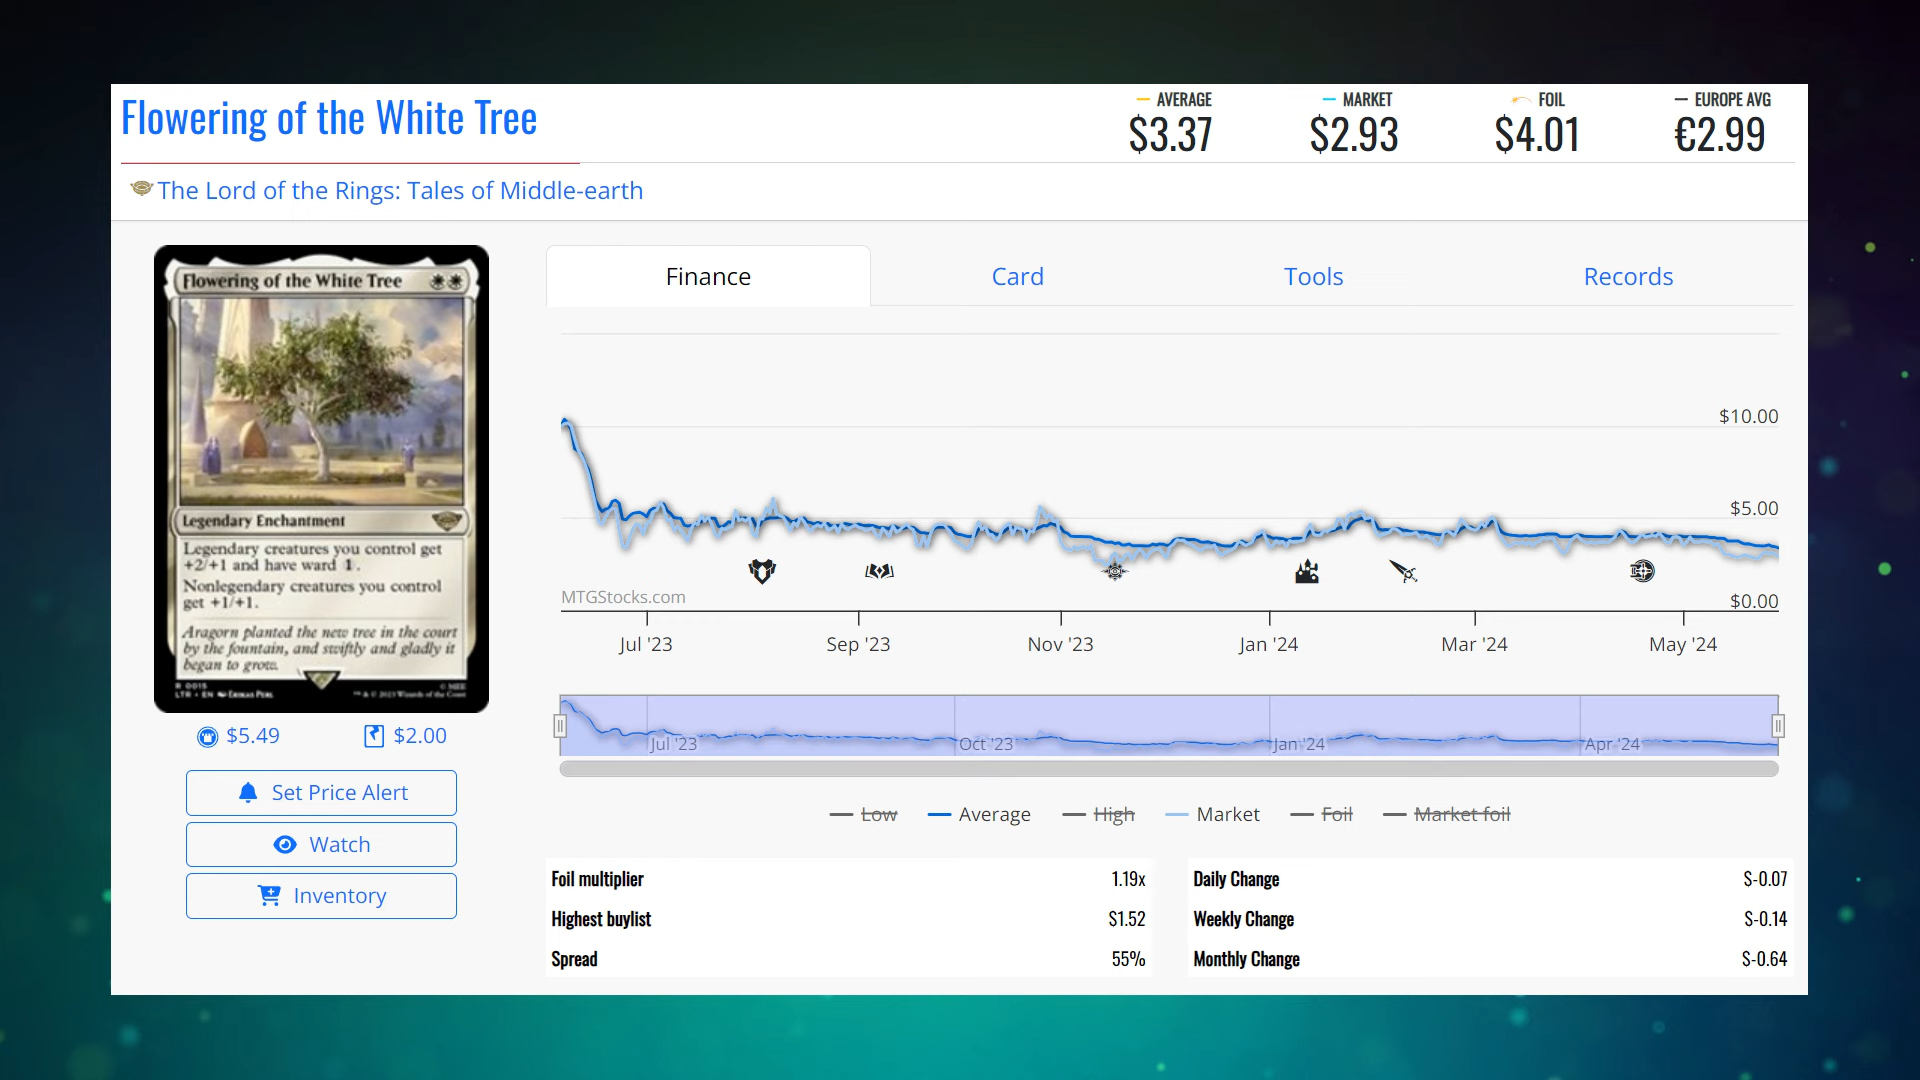 Flowering of the White Tree
AVERAGE
$3.37
MARKET
$2.93
FOIL
$4.01
EUROPE AVG
€2.99
The Lord of the Rings: Tales of Middle-earth
Flowering of the White Tree
Legendary Enchantment
Legendary creatures you control get
+2/+1 and have ward 1.
Nonlegendary creatures you control
get +1/+1.
Aragorn planted the new tree in the court
by the fountain, and swiftly and gladly it
began to grow.
R 0015
LTR • EN
$5.49
$2.00
Set Price Alert
Watch
Inventory
Finance
Card
Tools
Records
$10.00
$5.00
$0.00
MTGStocks.com
Jul '23
Sep '23
Nov '23
Jan '24
Mar '24
May '24
Jul '23
Oct '23
Jan '24
Apr '24
Low
Average
High
Market
Foil
Market foil
Foil multiplier 1.19x
Highest buylist $1.52
Spread 55%
Daily Change $-0.07
Weekly Change $-0.14
Monthly Change $-0.64